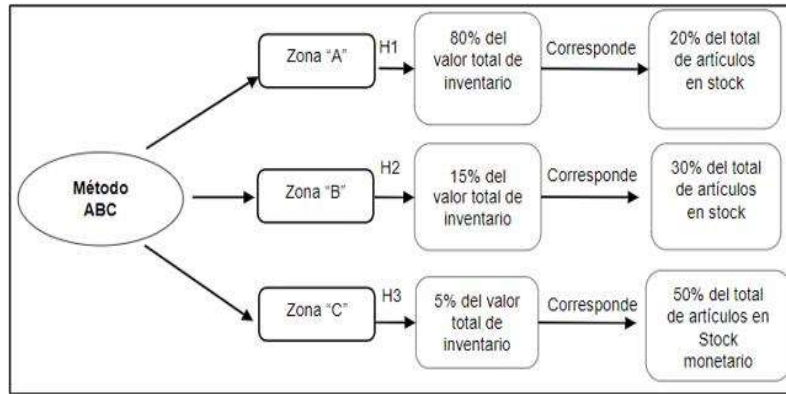 Método
ABC
Zona “A”
H1
80% del
valor total de
inventario
Corresponde
20% del total
de artículos
en stock
Zona “B”
H2
15% del
valor total de
inventario
Corresponde
30% del total
de artículos
en stock
Zona “C”
H3
5% del valor
total de
inventario
Corresponde
50% del total
de artículos en
Stock
monetario